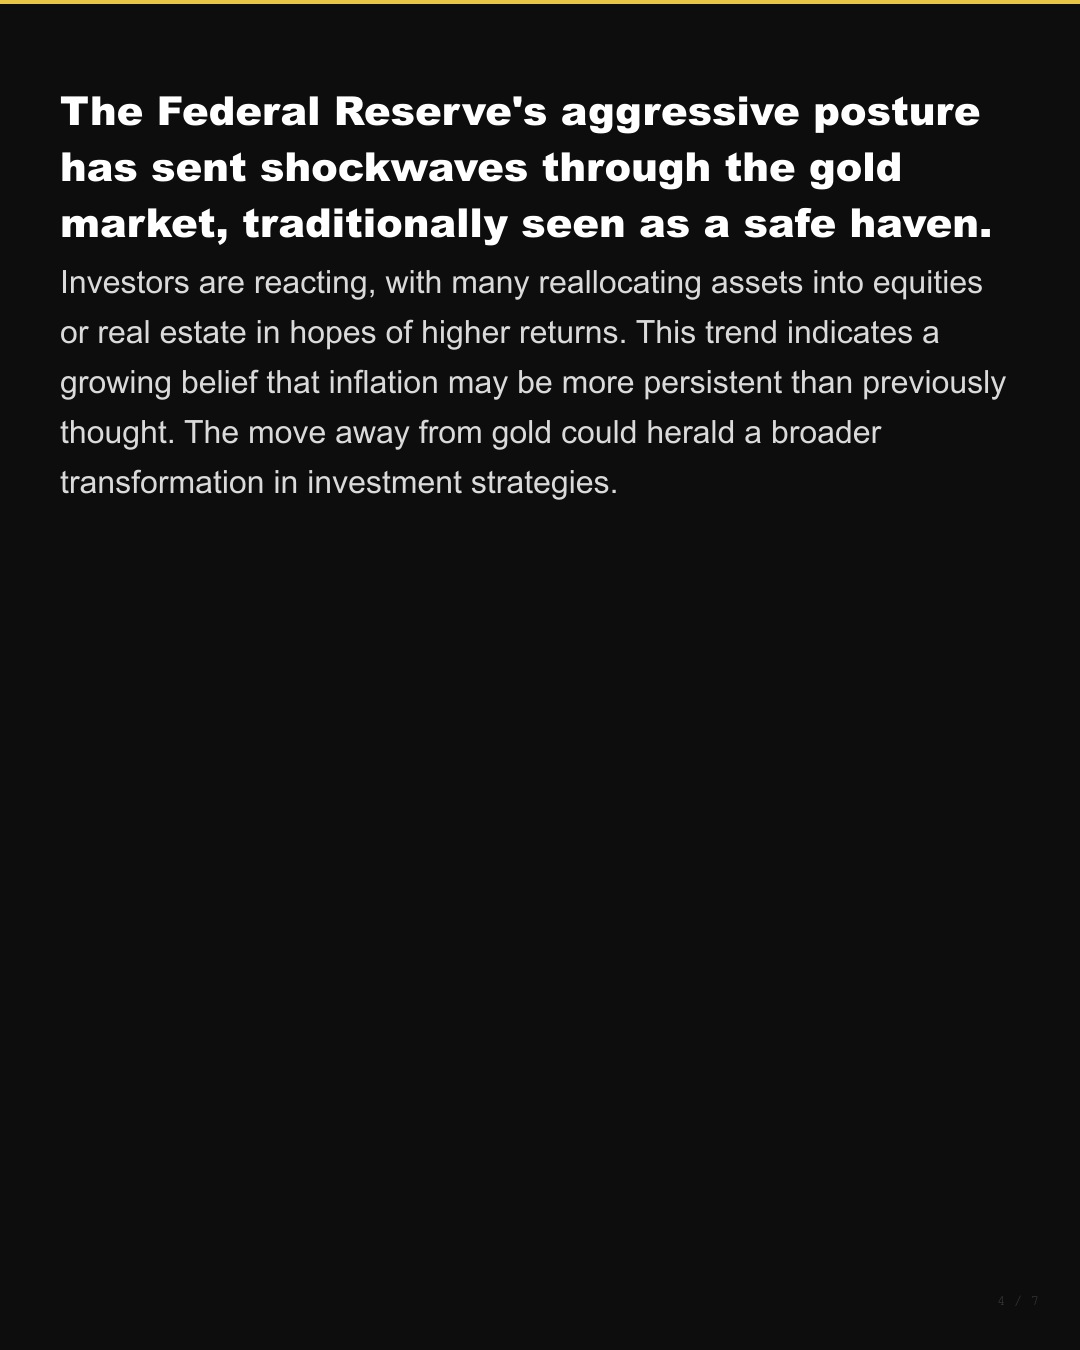 The Federal Reserve's aggressive posture
has sent shockwaves through the gold
market, traditionally seen as a safe haven.
Investors are reacting, with many reallocating assets into equities
or real estate in hopes of higher returns. This trend indicates a
growing belief that inflation may be more persistent than previously
thought. The move away from gold could herald a broader
transformation in investment strategies.
4 / 7